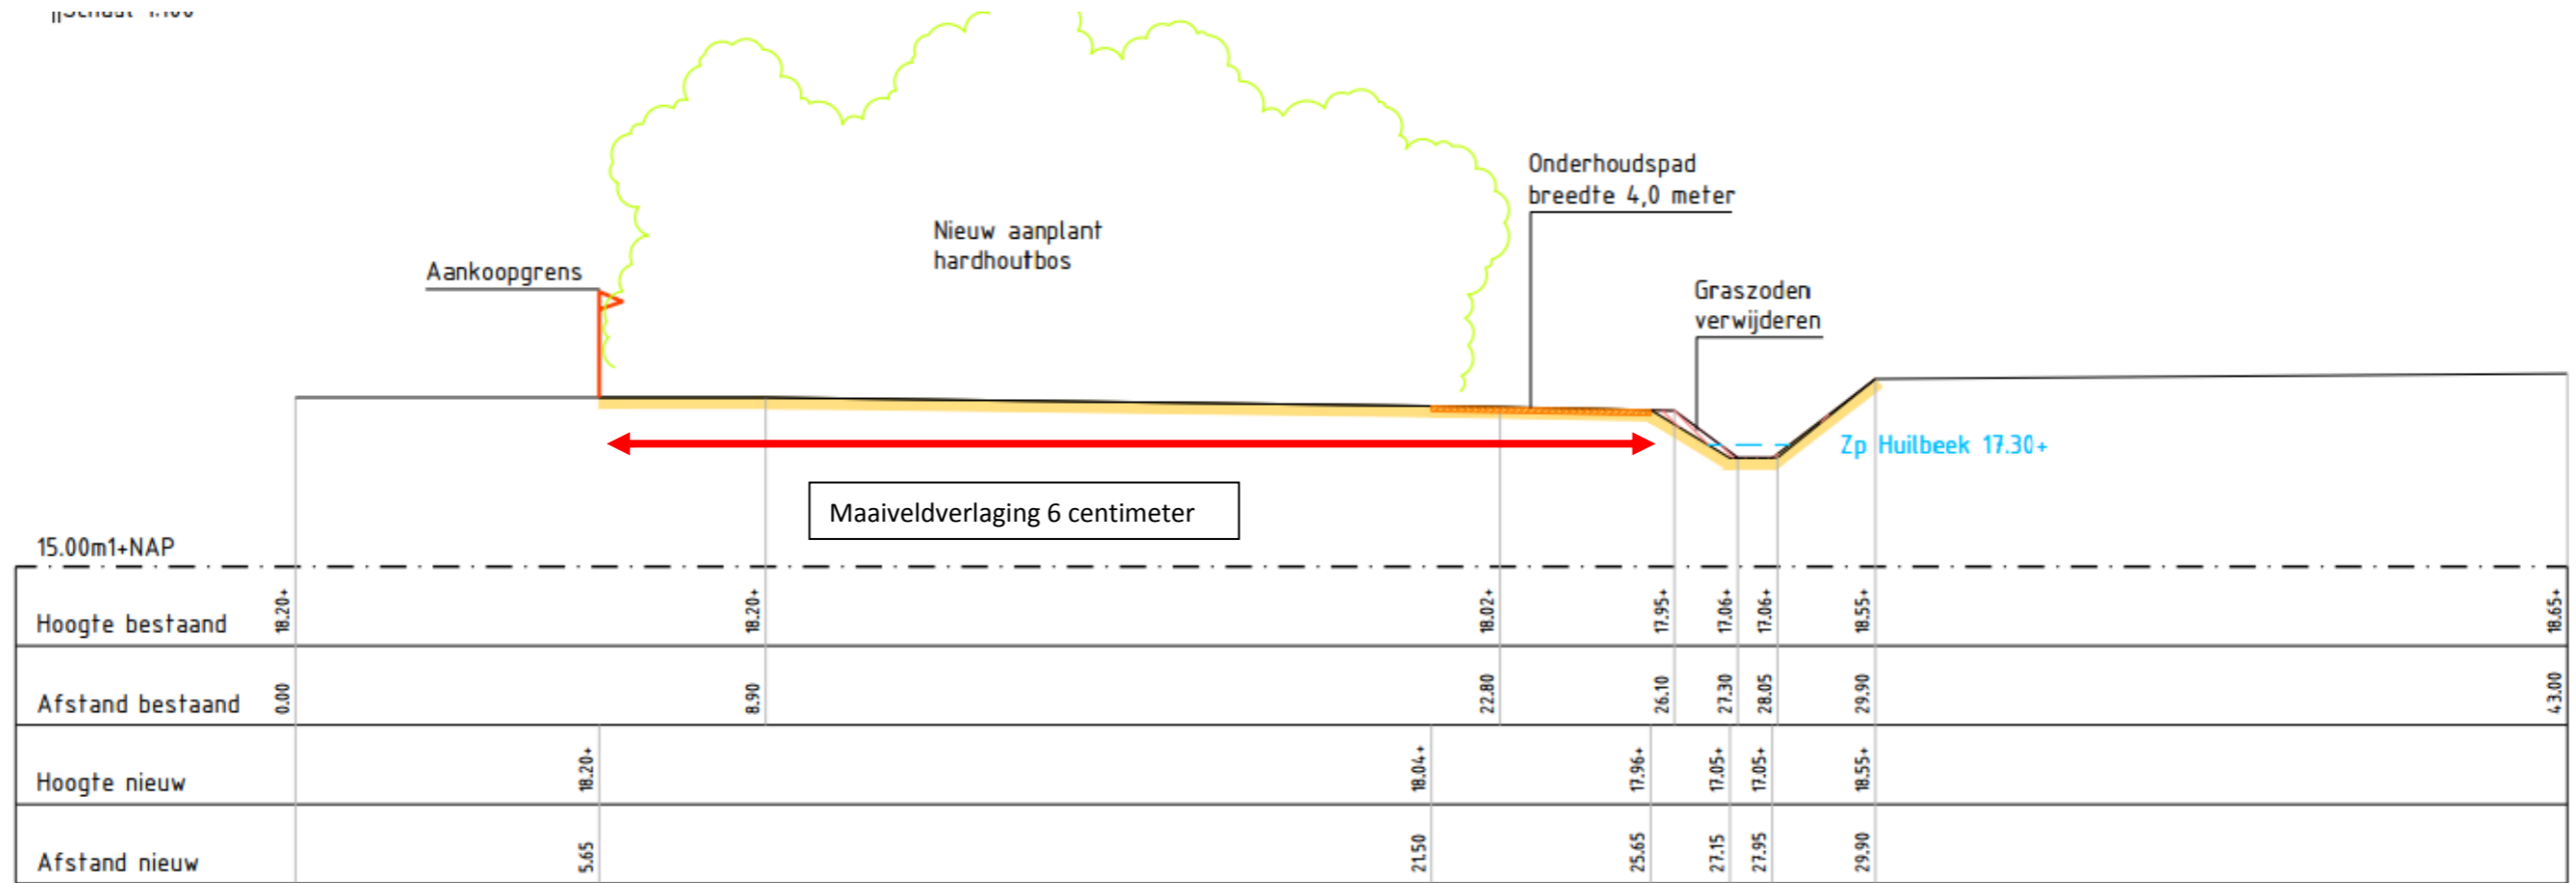 Onderhoudspad
breedte 4,0 meter
Nieuw aanplant
hardhoutbos
Aankoopgrens
Graszoden
verwijderen
Zp Huilbeek 17.30+
Maaiveldverlaging 6 centimeter
15.00m1+NAP
Hoogte bestaand 18.20+ 18.20+ 18.02+ 17.95+ 17.06+ 17.06+ 18.55+ 18.65+
Afstand bestaand 0.00 8.90 22.80 26.10 27.30 28.05 29.90 43.00
Hoogte nieuw 18.20+ 18.04+ 17.96+ 17.05+ 17.05+ 18.55+
Afstand nieuw 5.65 21.50 25.65 27.15 27.95 29.90